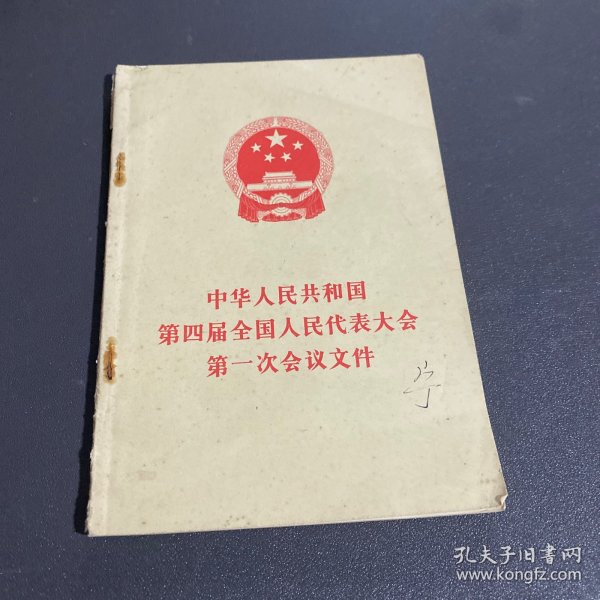 中华人民共和国
第四届全国人民代表大会
第一次会议文件
孔夫子旧书网
www.kongfz.com